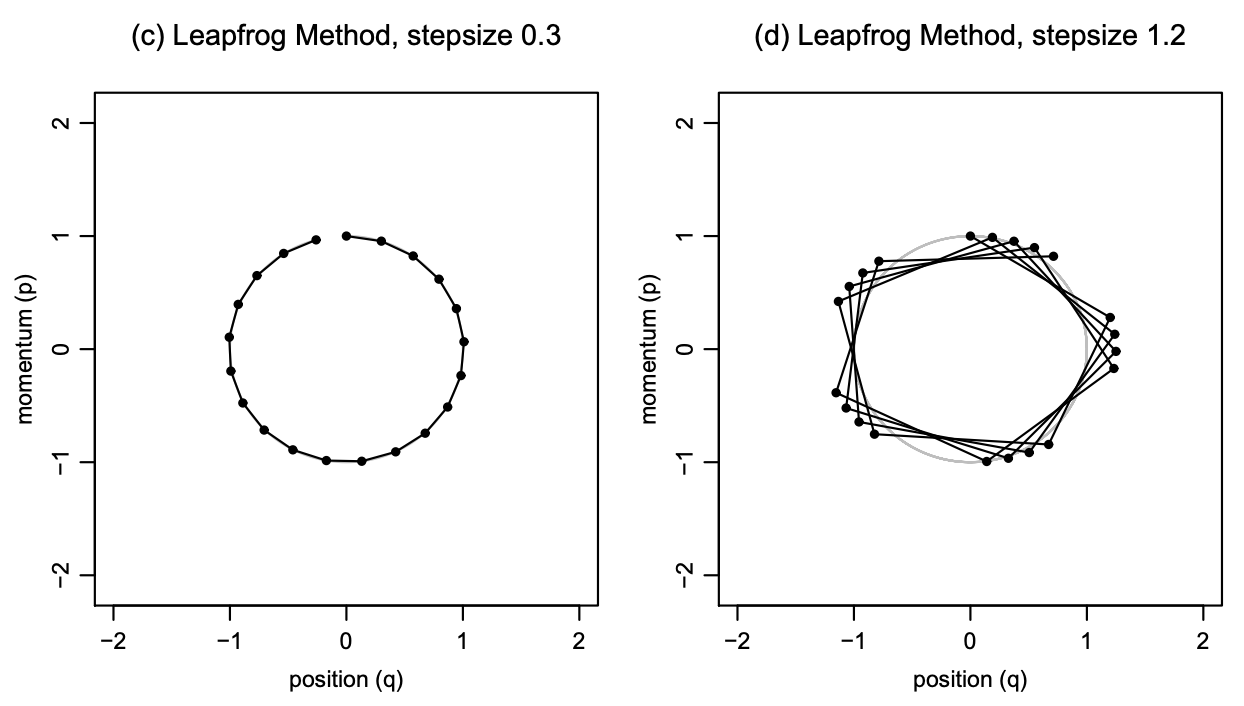 (c) Leapfrog Method, stepsize 0.3
2
1
0
−1
−2
momentum (p)
−2 −1 0 1 2
position (q)
(d) Leapfrog Method, stepsize 1.2
2
1
0
−1
−2
momentum (p)
−2 −1 0 1 2
position (q)